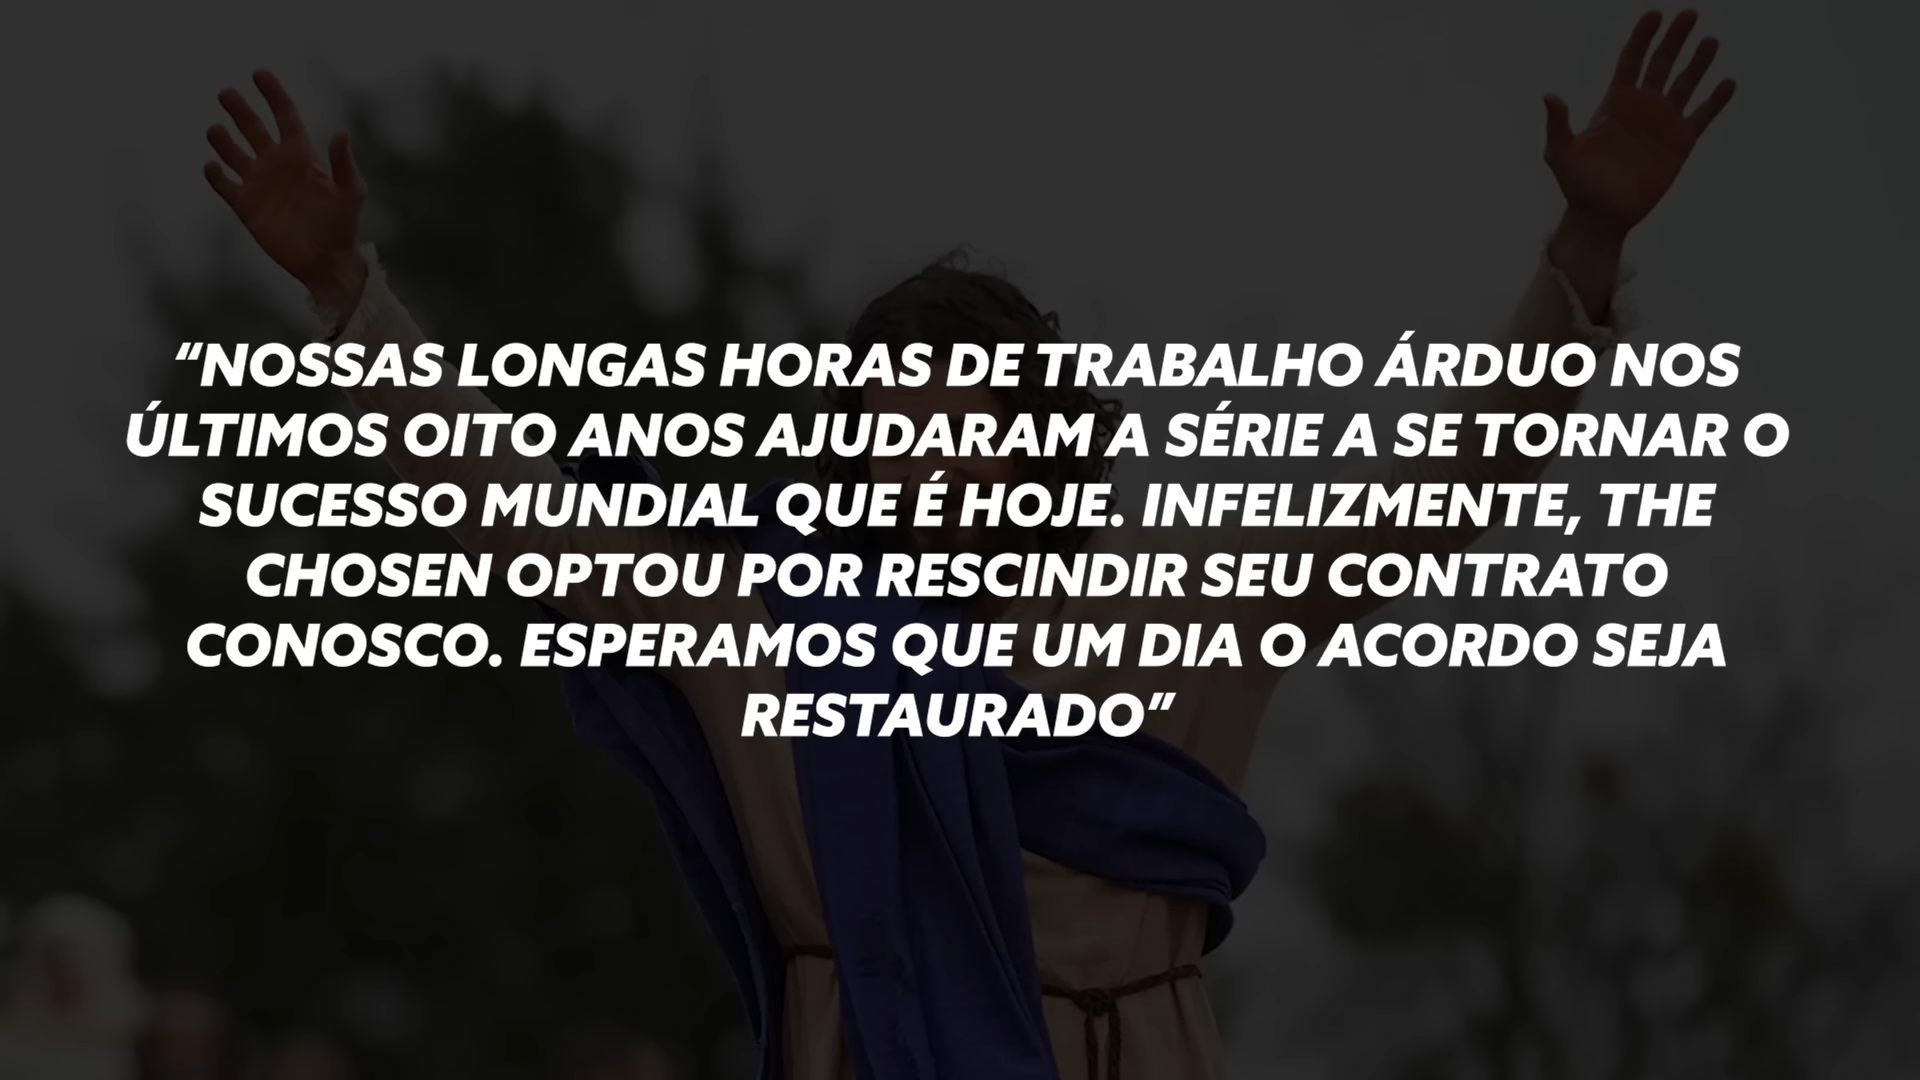 “NOSSAS LONGAS HORAS DE TRABALHO ÁRDUO NOS
ÚLTIMOS OITO ANOS AJUDARAM A SÉRIE A SE TORNAR O
SUCESSO MUNDIAL QUE É HOJE. INFELIZMENTE, THE
CHOSEN OPTOU POR RESCINDIR SEU CONTRATO
CONOSCO. ESPERAMOS QUE UM DIA O ACORDO SEJA
RESTAURADO”